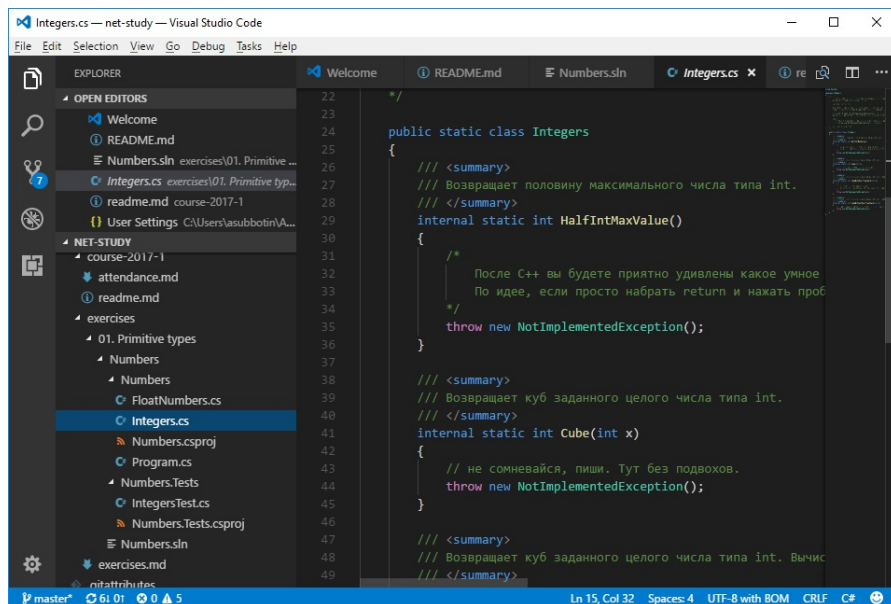 Integers.cs — net-study — Visual Studio Code
File Edit Selection View Go Debug Tasks Help
EXPLORER
OPEN EDITORS
Welcome
README.md
Numbers.sln exercises\01. Primitive ...
Integers.cs exercises\01. Primitive typ...
readme.md course-2017-1
User Settings C:\Users\asubbotin\A...
7
NET-STUDY
course-2017-1
attendance.md
readme.md
exercises
01. Primitive types
Numbers
Numbers
FloatNumbers.cs
Integers.cs
Numbers.csproj
Program.cs
Numbers.Tests
IntegersTest.cs
Numbers.Tests.csproj
Numbers.sln
exercises.md
.gitattributes
Welcome README.md Numbers.sln Integers.cs re
22 */
23
24 public static class Integers
25 {
26 /// <summary>
27 /// Возвращает половину максимального числа типа int.
28 /// </summary>
29 internal static int HalfIntMaxValue()
30 {
31 /*
32 После C++ вы будете приятно удивлены какое умное
33 По идее, если просто набрать return и нажать проб
34 */
35 throw new NotImplementedException();
36 }
37
38 /// <summary>
39 /// Возвращает куб заданного целого числа типа int.
40 /// </summary>
41 internal static int Cube(int x)
42 {
43 // не сомневайся, пиши. Тут без подвохов.
44 throw new NotImplementedException();
45 }
46
47 /// <summary>
48 /// Возвращает куб заданного целого числа типа int. Вычис
49 /// </summary>
master* 6↓ 0↑ 0 5 Ln 15, Col 32 Spaces: 4 UTF-8 with BOM CRLF C#